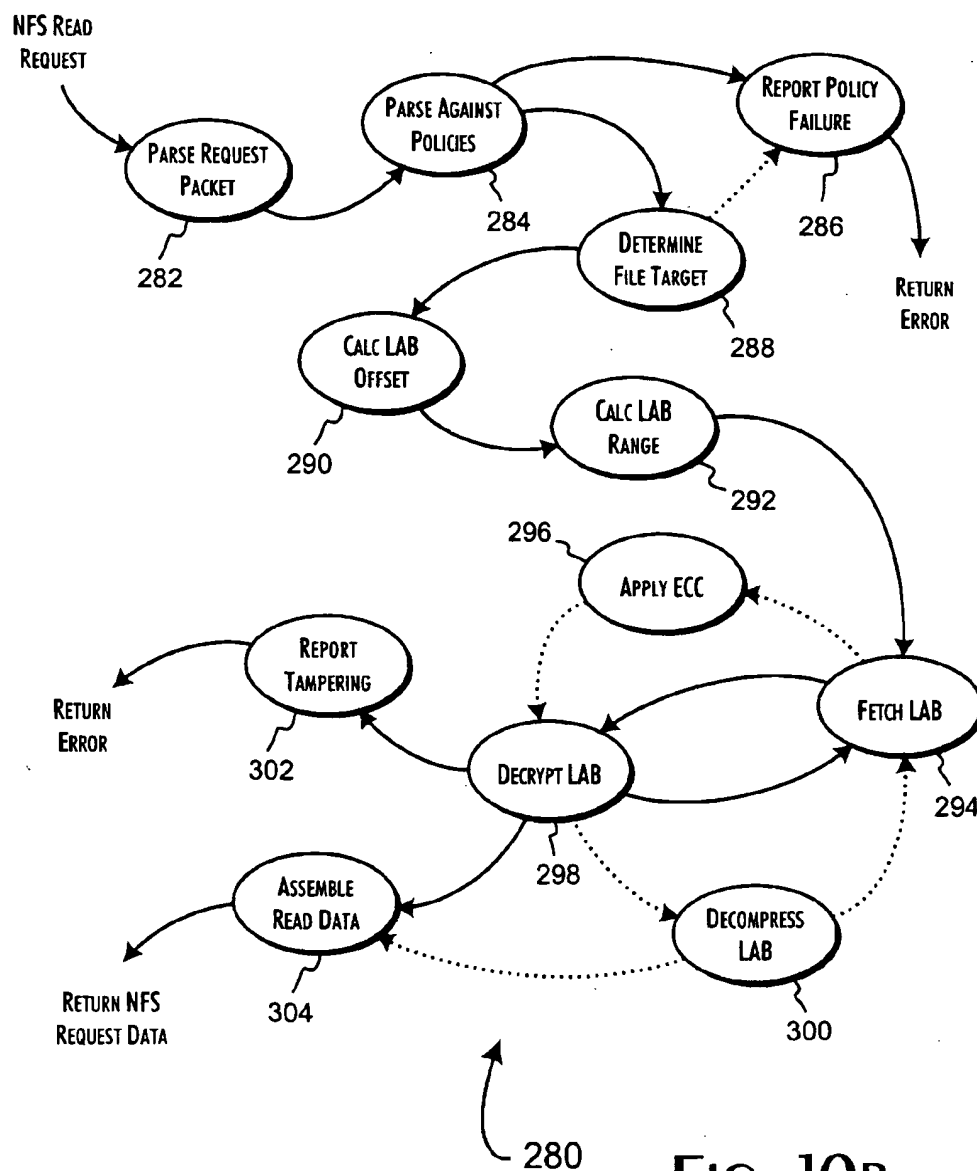 NFS READ
REQUEST
PARSE REQUEST
PACKET
282
PARSE AGAINST
POLICIES
284
REPORT POLICY
FAILURE
286
RETURN
ERROR
DETERMINE
FILE TARGET
288
CALC LAB
OFFSET
290
CALC LAB
RANGE
292
296
APPLY ECC
FETCH LAB
294
REPORT
TAMPERING
302
RETURN
ERROR
DECRYPT LAB
298
ASSEMBLE
READ DATA
304
RETURN NFS
REQUEST DATA
DECOMPRESS
LAB
300
280
FIG. 10B